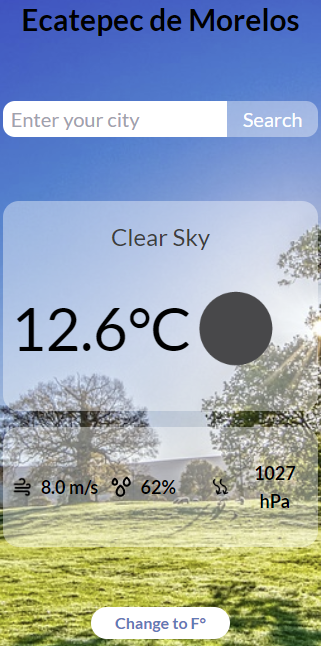 Ecatepec de Morelos
Enter your city
Search
Clear Sky
12.6°C
8.0 m/s
62%
1027
hPa
Change to F°